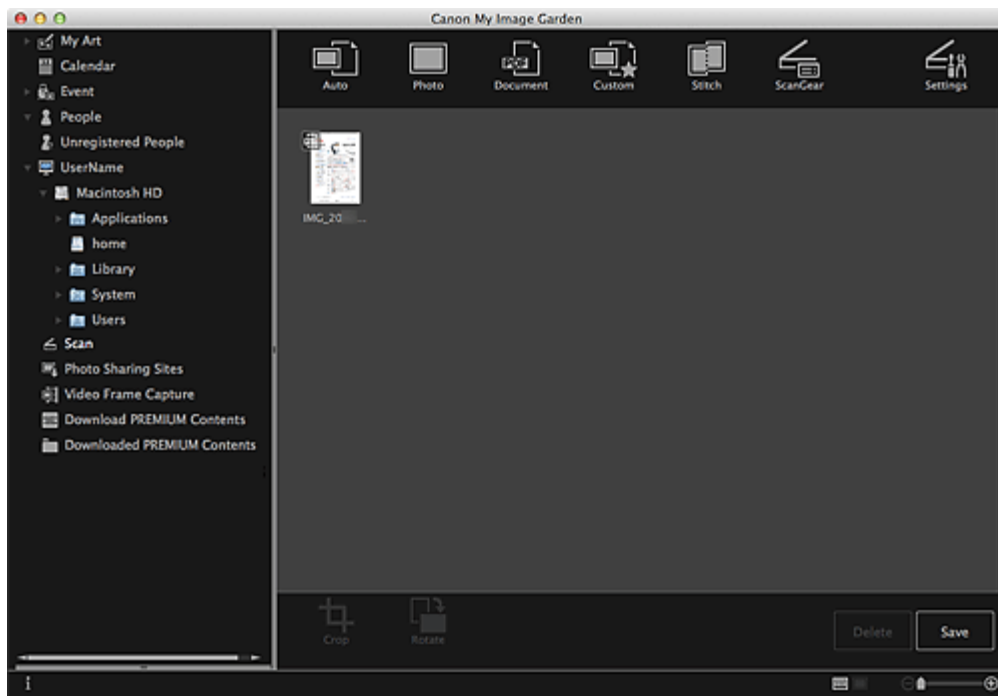 Canon My Image Garden
My Art
Calendar
Event
People
Unregistered People
UserName
Macintosh HD
Applications
home
Library
System
Users
Scan
Photo Sharing Sites
Video Frame Capture
Download PREMIUM Contents
Downloaded PREMIUM Contents
Auto
Photo
PDF
Document
Custom
Stitch
ScanGear
Settings
IMG_20 ...
Crop
Rotate
Delete
Save